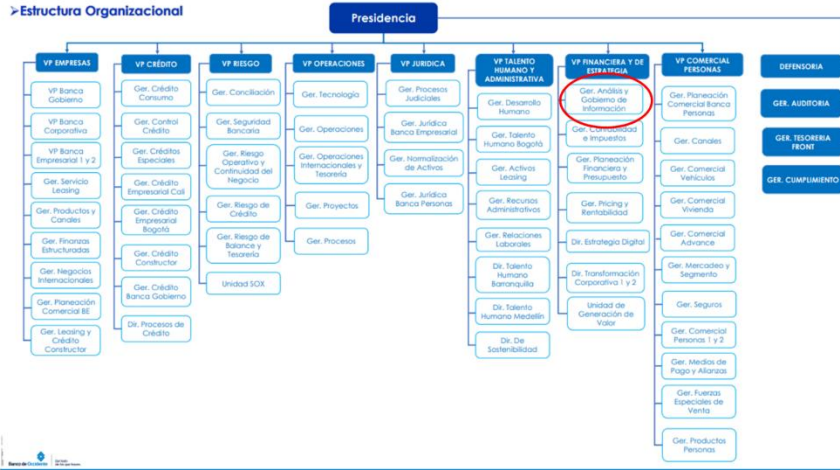 ➢Estructura Organizacional
Presidencia
VP EMPRESAS
VP Banca
Gobierno
VP Banca
Corporativa
VP Banca
Empresarial 1 y 2
Ger. Servicio
Leasing
Ger. Productos y
Canales
Ger. Finanzas
Estructuradas
Ger. Negocios
Internacionales
Ger. Planeación
Comercial BE
Ger. Leasing y
Crédito
Constructor
VP CRÉDITO
Ger. Crédito
Consumo
Ger. Control
Crédito
Ger. Créditos
Especiales
Ger. Crédito
Empresarial Cali
Ger. Crédito
Empresarial
Bogotá
Ger. Crédito
Constructor
Ger. Crédito
Banca Gobierno
Dir. Procesos de
Crédito
VP RIESGO
Ger. Conciliación
Ger. Seguridad
Bancaria
Ger. Riesgo
Operativo y
Continuidad del
Negocio
Ger. Riesgo de
Crédito
Ger. Riesgo de
Balance y
Tesorería
Unidad SOX
VP OPERACIONES
Ger. Tecnología
Ger. Operaciones
Ger. Operaciones
Internacionales y
Tesorería
Ger. Proyectos
Ger. Procesos
VP JURIDICA
Ger. Procesos
Judiciales
Ger. Jurídica
Banca Empresarial
Ger. Normalización
de Activos
Ger. Jurídica
Banca Personas
VP TALENTO
HUMANO Y
ADMINISTRATIVA
Ger. Desarrollo
Humano
Ger. Talento
Humano Bogotá
Ger. Activos
Leasing
Ger. Recursos
Administrativos
Ger. Relaciones
Laborales
Dir. Talento
Humano
Barranquilla
Dir. Talento
Humano Medellín
Dir. De
Sostenibilidad
VP FINANCIERA Y DE
ESTRATEGIA
Ger. Análisis y
Gobierno de
Información
Ger. Contabilidad
e Impuestos
Ger. Planeación
Financiera y
Presupuesto
Ger. Pricing y
Rentabilidad
Dir. Estrategia Digital
Dir. Transformación
Corporativa 1 y 2
Unidad de
Generación de
Valor
VP COMERCIAL
PERSONAS
Ger. Planeación
Comercial Banca
Personas
Ger. Canales
Ger. Comercial
Vehículos
Ger. Comercial
Vivienda
Ger. Comercial
Advance
Ger. Mercadeo y
Segmento
Ger. Seguros
Ger. Comercial
Personas 1 y 2
Ger. Medios de
Pago y Alianzas
Ger. Fuerzas
Especiales de
Venta
Ger. Productos
Personas
DEFENSORIA
GER. AUDITORIA
GER. TESORERIA
FRONT
GER. CUMPLIMIENTO
Banco de Occidente